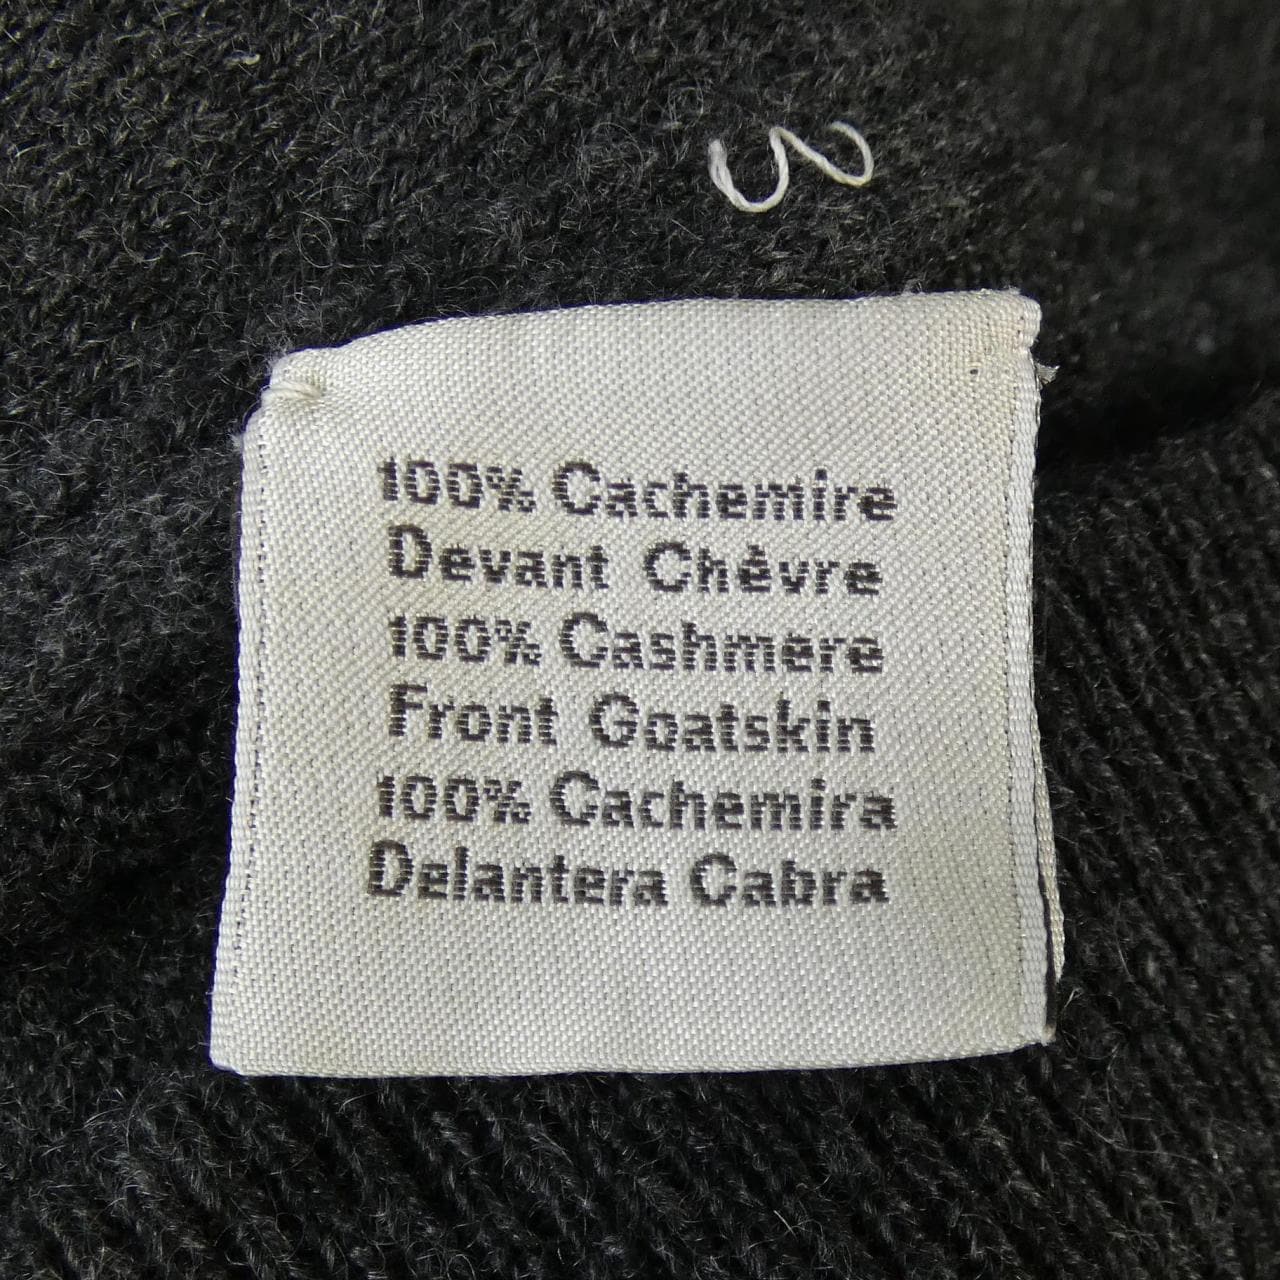 100% Cachemire
Devant Chèvre
100% Cashmere
Front Goatskin
100% Cachemira
Delantera Cabra